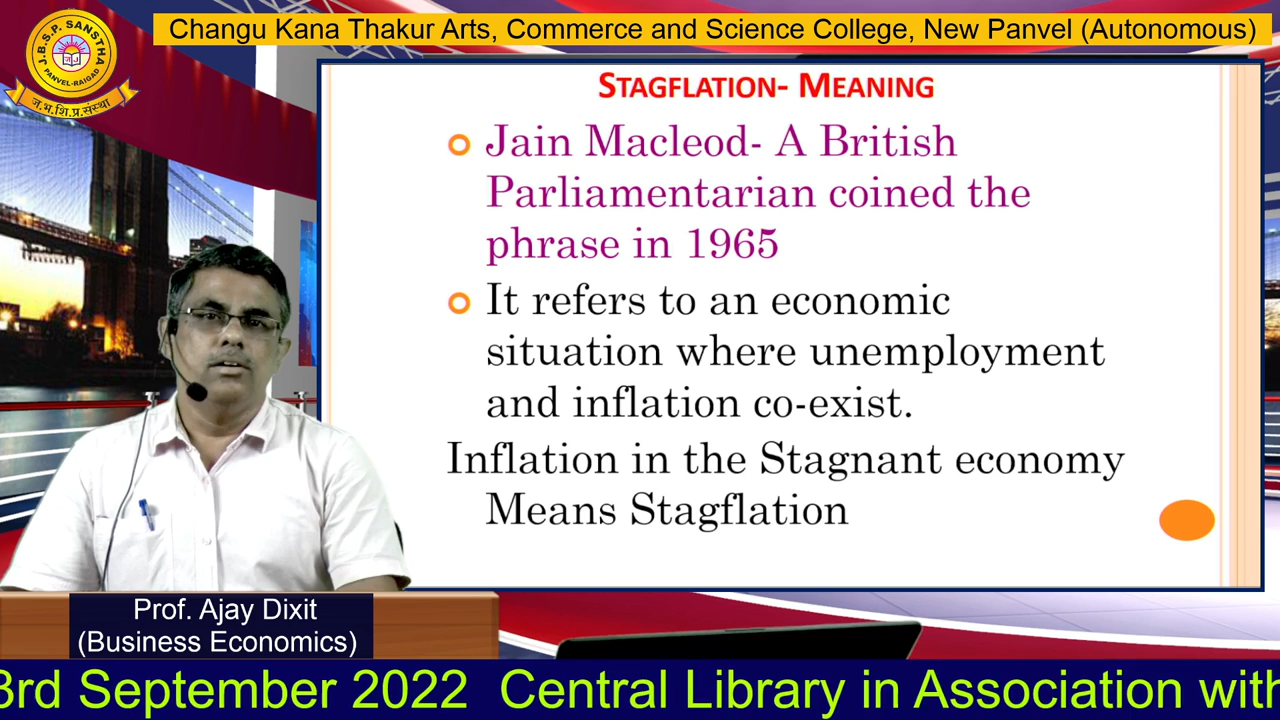 Changu Kana Thakur Arts, Commerce and Science College, New Panvel (Autonomous)
J.B.S.P. SANSTHA
PANVEL-RAIGAD
ज.भ.शि.प्र.संस्था
STAGFLATION- MEANING
Jain Macleod- A British
Parliamentarian coined the
phrase in 1965
It refers to an economic
situation where unemployment
and inflation co-exist.
Inflation in the Stagnant economy
Means Stagflation
Prof. Ajay Dixit
(Business Economics)
3rd September 2022 Central Library in Association with